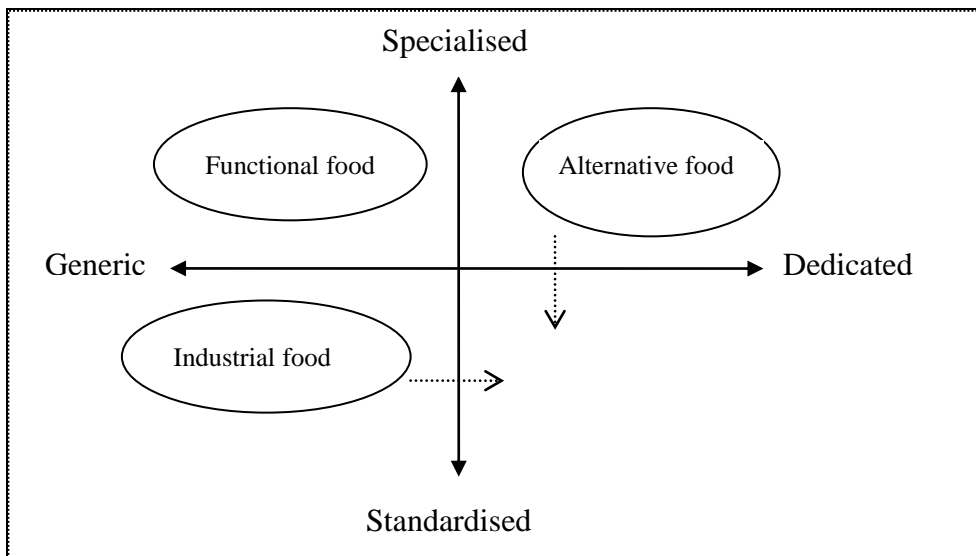 Specialised
Functional food
Alternative food
Generic
Dedicated
Industrial food
Standardised